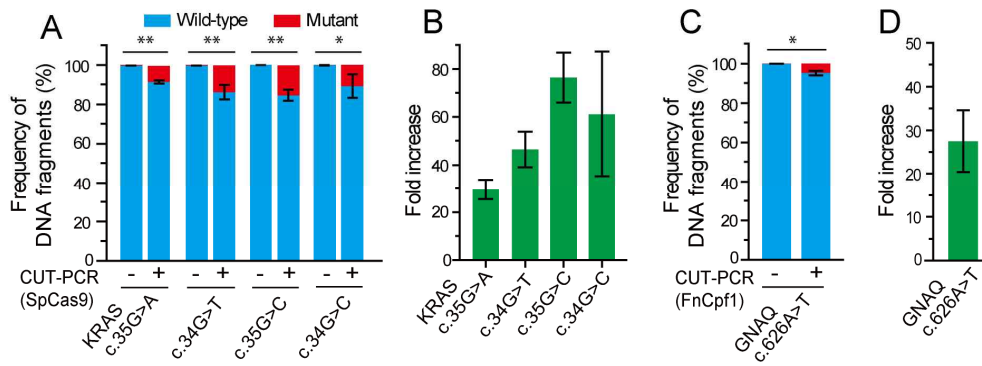 A
Wild-type
Mutant
**
**
**
*
Frequency of
DNA fragments (%)
100
80
60
40
20
0
CUT-PCR
(SpCas9)
- + - + - + - +
KRAS
c.35G>A
c.34G>T
c.35G>C
c.34G>C
B
Fold increase
80
60
40
20
0
KRAS
c.35G>A
c.34G>T
c.35G>C
c.34G>C
C
*
Frequency of
DNA fragments (%)
100
80
60
40
20
0
CUT-PCR
(FnCpf1)
- +
GNAQ
c.626A>T
D
Fold increase
50
40
30
20
10
0
GNAQ
c.626A>T